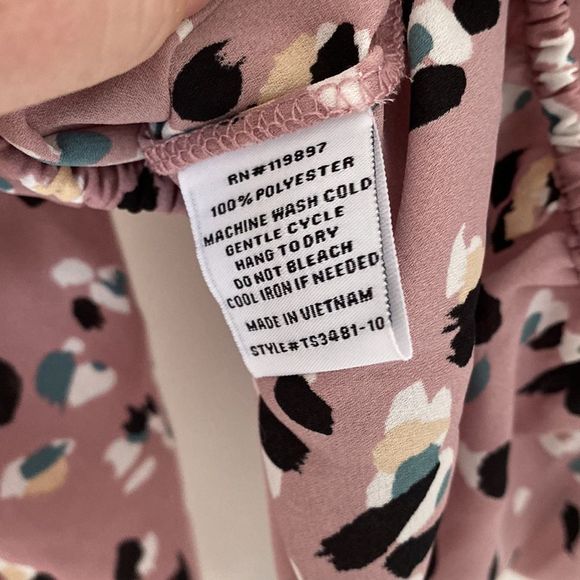 RN#119897
100% POLYESTER
MACHINE WASH COLD
GENTLE CYCLE
HANG TO DRY
DO NOT BLEACH
COOL IRON IF NEEDED
MADE IN VIETNAM
STYLE#TS3481-10